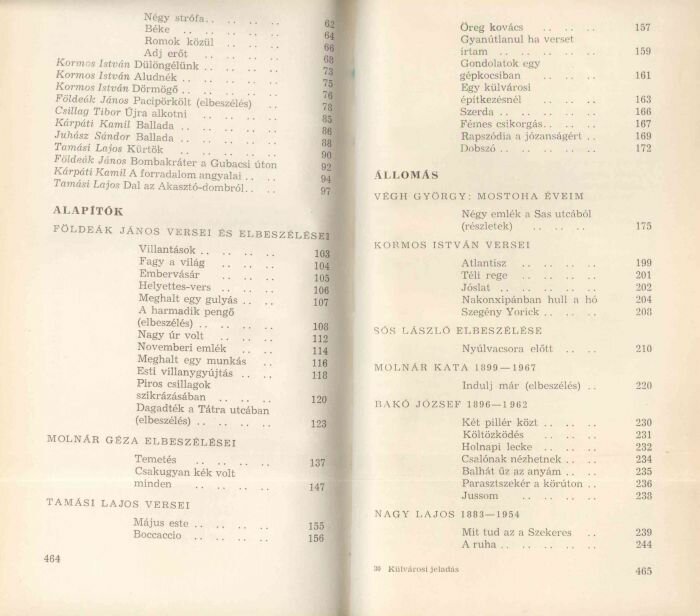 Négy strófa . . . . . . . 62
Béke . . . . . . . . 64
Romok közül . . . . 66
Adj erőt . . . . . . 68
Kormos István Dülöngélünk . . . . . . 73
Kormos István Aludnék . . . . . . . 75
Kormos István Dörmögő . . . . . . . 76
Földeák János Pacipörkölt (elbeszélés) . . 78
Csillag Tibor Újra alkotni . . . . . . 85
Kárpáti Kamil Ballada . . . . . . . 86
Juhász Sándor Ballada . . . . . . . 88
Tamási Lajos Kürtök . . . . . . . 90
Földeák János Bombakráter a Gubacsi úton 92
Kárpáti Kamil A forradalom angyalai . . . . 94
Tamási Lajos Dal az Akasztó-dombról . . . . 97
ALAPÍTÓK
FÖLDEÁK JÁNOS VERSEI ÉS ELBESZÉLÉSEI
Villantások . . . . . . 103
Fagy a világ . . . . 104
Embervásár . . . . 105
Helyettes-vers . . . . 106
Meghalt egy gulyás . . . 107
A harmadik pengő
(elbeszélés) . . . . . . 108
Nagy úr volt . . . . 112
Novemberi emlék . . . . 114
Meghalt egy munkás . . 116
Esti villanygyújtás . . . . 118
Piros csillagok
szikrázásában . . . . 120
Dagadték a Tátra utcában
(elbeszélés) . . . . . . 123
MOLNÁR GÉZA ELBESZÉLÉSEI
Temetés . . . . . . 137
Csakugyan kék volt
minden . . . . . . 147
TAMÁSI LAJOS VERSEI
Május este . . . . . . 155
Boccaccio . . . . . . 156
464
Öreg kovács . . . . 157
Gyanútlanul ha verset
írtam . . . . . . . . 159
Gondolatok egy
gépkocsiban . . . . 161
Egy külvárosi
építkezésnél . . . . 163
Szerda . . . . . . . . 166
Fémes csikorgás . . . . . 167
Rapszódia a józanságért . . . 169
Dobszó . . . . . . . . 172
ÁLLOMÁS
VÉGH GYÖRGY: MOSTOHA ÉVEIM
Négy emlék a Sas utcából
(részletek) . . . . 175
KORMOS ISTVÁN VERSEI
Atlantisz . . . . . . 199
Téli rege . . . . . . 201
Jóslat . . . . . . . . 202
Nakonxipánban hull a hó 204
Szegény Yorick . . . . . 208
SÓS LÁSZLÓ ELBESZÉLÉSE
Nyúlvacsora előtt . . . . 210
MOLNÁR KATA 1899—1967
Indulj már (elbeszélés) . . 220
BAKÓ JÓZSEF 1896—1962
Két pillér közt . . . . . 230
Költözködés . . . . 231
Holnapi lecke . . . . . 232
Csalónak nézhetnek . . . . 234
Balhát űz az anyám . . . . 235
Parasztszekér a körúton . . 236
Jussom . . . . . . 238
NAGY LAJOS 1883—1954
Mit tud az a Szekeres . . 239
A ruha . . . . . . . . 244
30 Külvárosi jeladás
465